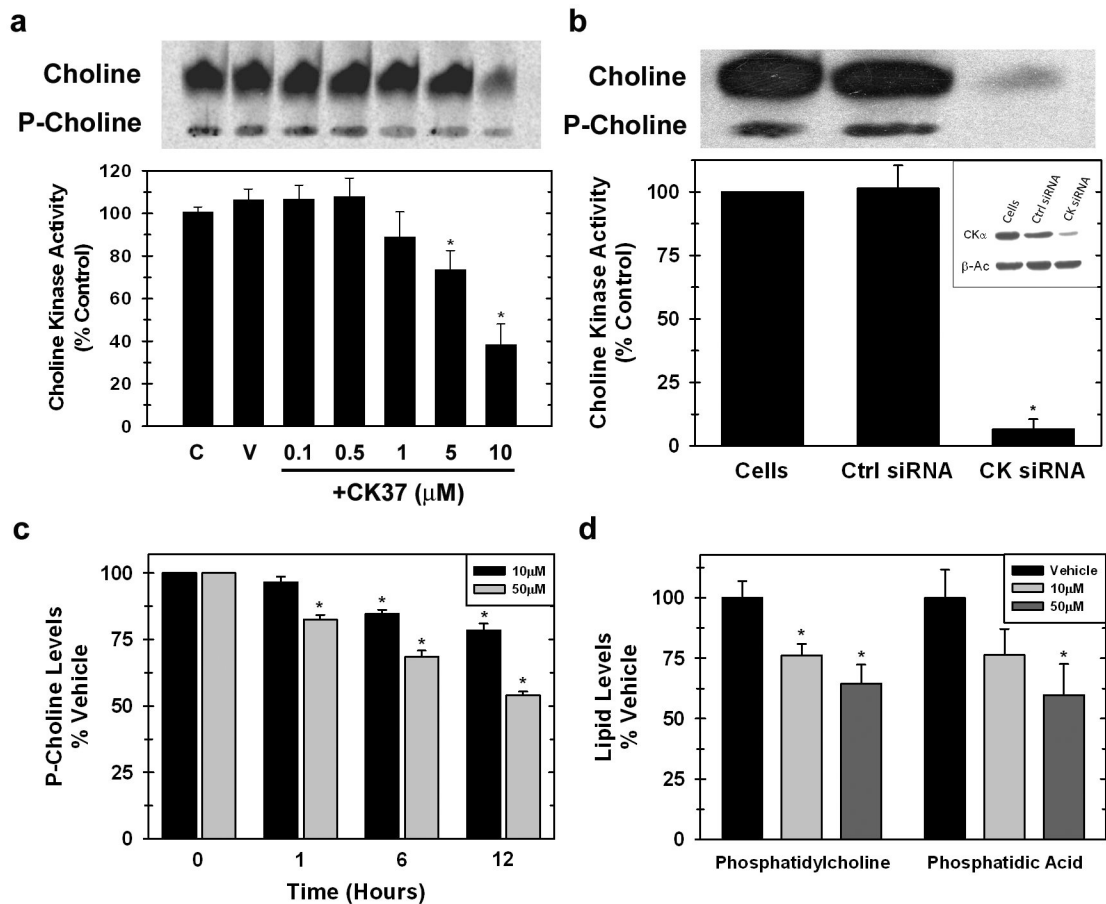 a
Choline
P-Choline
120
100
80
60
40
20
0
Choline Kinase Activity
(% Control)
C V 0.1 0.5 1 5 10
* *
+CK37 (μM)
b
Choline
P-Choline
100
75
50
25
0
Choline Kinase Activity
(% Control)
Cells Ctrl siRNA CK siRNA
CKα
β-Ac
*
Cells Ctrl siRNA CK siRNA
c
10μM
50μM
100
75
50
25
0
P-Choline Levels
% Vehicle
* * * * *
0 1 6 12
Time (Hours)
d
Vehicle
10μM
50μM
100
75
50
25
0
Lipid Levels
% Vehicle
* * *
Phosphatidylcholine Phosphatidic Acid